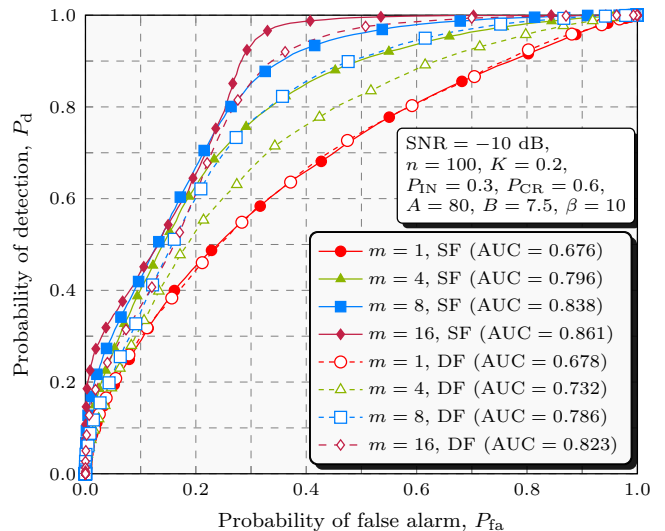 1.0
0.8
0.6
0.4
0.2
0.0
Probability of detection, P_d
SNR = −10 dB,
n = 100, K = 0.2,
P_IN = 0.3, P_CR = 0.6,
A = 80, B = 7.5, β = 10
m = 1, SF (AUC = 0.676)
m = 4, SF (AUC = 0.796)
m = 8, SF (AUC = 0.838)
m = 16, SF (AUC = 0.861)
m = 1, DF (AUC = 0.678)
m = 4, DF (AUC = 0.732)
m = 8, DF (AUC = 0.786)
m = 16, DF (AUC = 0.823)
0.0 0.2 0.4 0.6 0.8 1.0
Probability of false alarm, P_fa